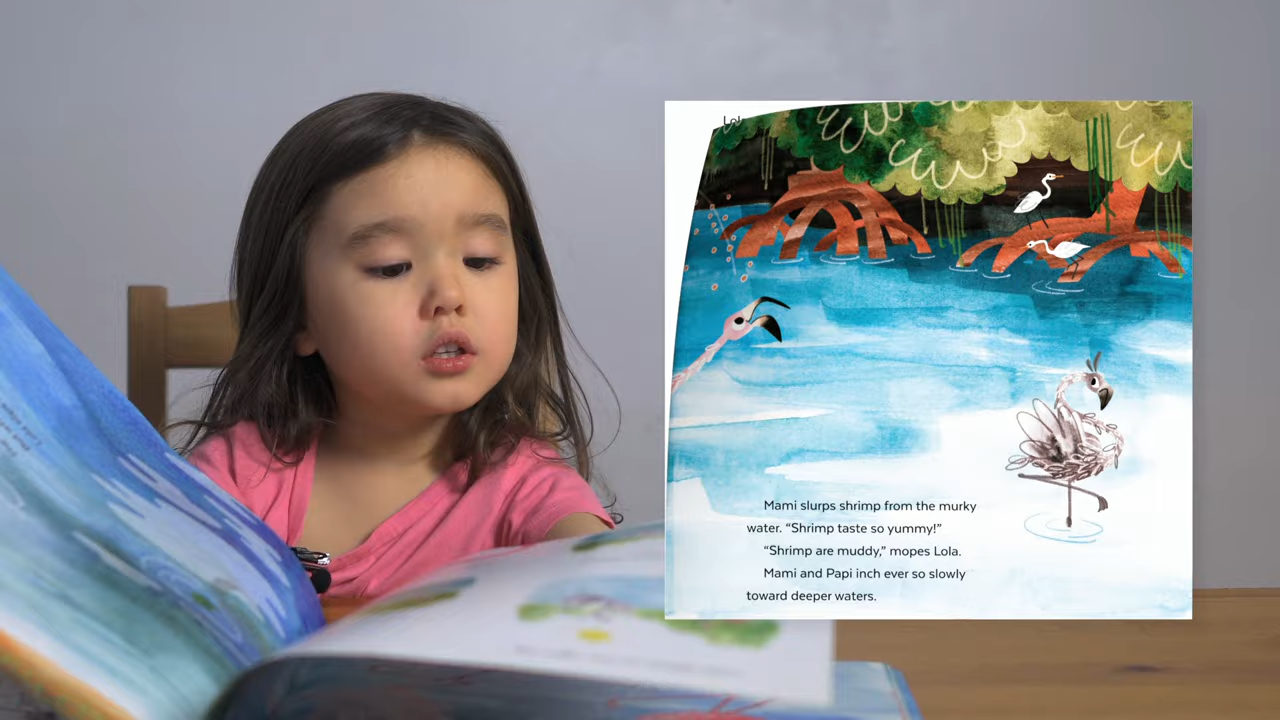 Mami slurps shrimp from the murky
water. “Shrimp taste so yummy!”
“Shrimp are muddy,” mopes Lola.
Mami and Papi inch ever so slowly
toward deeper waters.